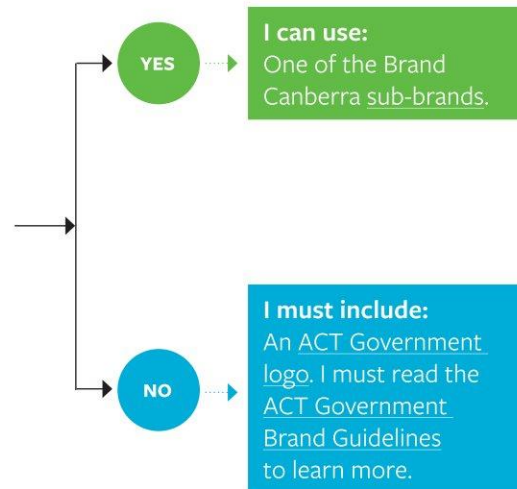 YES
I can use:
One of the Brand
Canberra sub-brands.
NO
I must include:
An ACT Government
logo. I must read the
ACT Government
Brand Guidelines
to learn more.